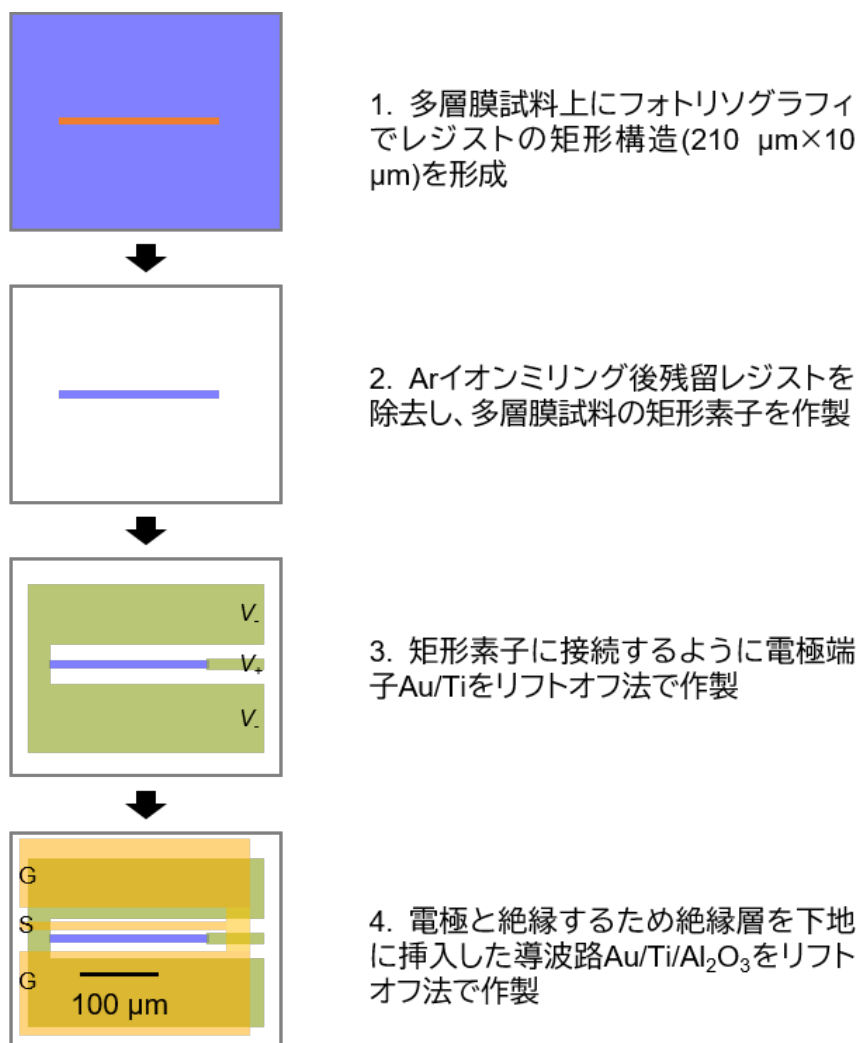 1. 多層膜試料上にフォトリソグラフィ
でレジストの矩形構造(210 μm×10
μm)を形成
2. Arイオンミリング後残留レジストを
除去し、多層膜試料の矩形素子を作製
V-
V+
V-
3. 矩形素子に接続するように電極端
子Au/Tiをリフトオフ法で作製
G
S
G
100 μm
4. 電極と絶縁するため絶縁層を下地
に挿入した導波路Au/Ti/Al₂O₃をリフト
オフ法で作製